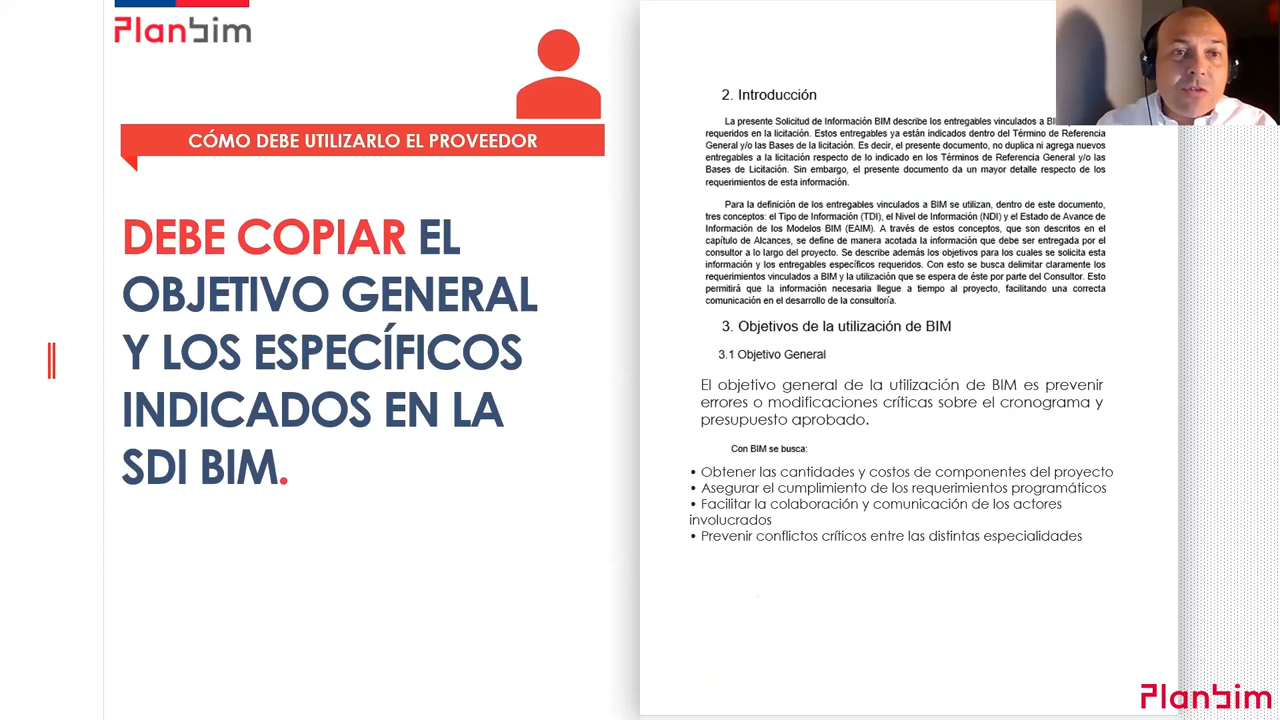 Planbim
CÓMO DEBE UTILIZARLO EL PROVEEDOR
DEBE COPIAR EL
OBJETIVO GENERAL
Y LOS ESPECÍFICOS
INDICADOS EN LA
SDI BIM.
2. Introducción
La presente Solicitud de Información BIM describe los entregables vinculados a
requeridos en la licitación. Estos entregables ya están indicados dentro del Término de Referencia
General y/o las Bases de la licitación. Es decir, el presente documento, no duplica ni agrega nuevos
entregables a la licitación respecto de lo indicado en los Términos de Referencia General y/o las
Bases de Licitación. Sin embargo, el presente documento da un mayor detalle respecto de los
requerimientos de esta información.
Para la definición de los entregables vinculados a BIM se utilizan, dentro de este documento,
tres conceptos: el Tipo de Información (TDI), el Nivel de Información (NDI) y el Estado de Avance de
Información de los Modelos BIM (EAIM). A través de estos conceptos, que son descritos en el
capítulo de Alcances, se define de manera acotada la información que debe ser entregada por el
consultor a lo largo del proyecto. Se describe además los objetivos para los cuales se solicita esta
información y los entregables específicos requeridos. Con esto se busca delimitar claramente los
requerimientos vinculados a BIM y la utilización que se espera de éste por parte del Consultor. Esto
permitirá que la información necesaria llegue a tiempo al proyecto, facilitando una correcta
comunicación en el desarrollo de la consultoría.
3. Objetivos de la utilización de BIM
3.1 Objetivo General
El objetivo general de la utilización de BIM es prevenir
errores o modificaciones críticas sobre el cronograma y
presupuesto aprobado.
Con BIM se busca:
• Obtener las cantidades y costos de componentes del proyecto
• Asegurar el cumplimiento de los requerimientos programáticos
• Facilitar la colaboración y comunicación de los actores
involucrados
• Prevenir conflictos críticos entre las distintas especialidades
Planbim